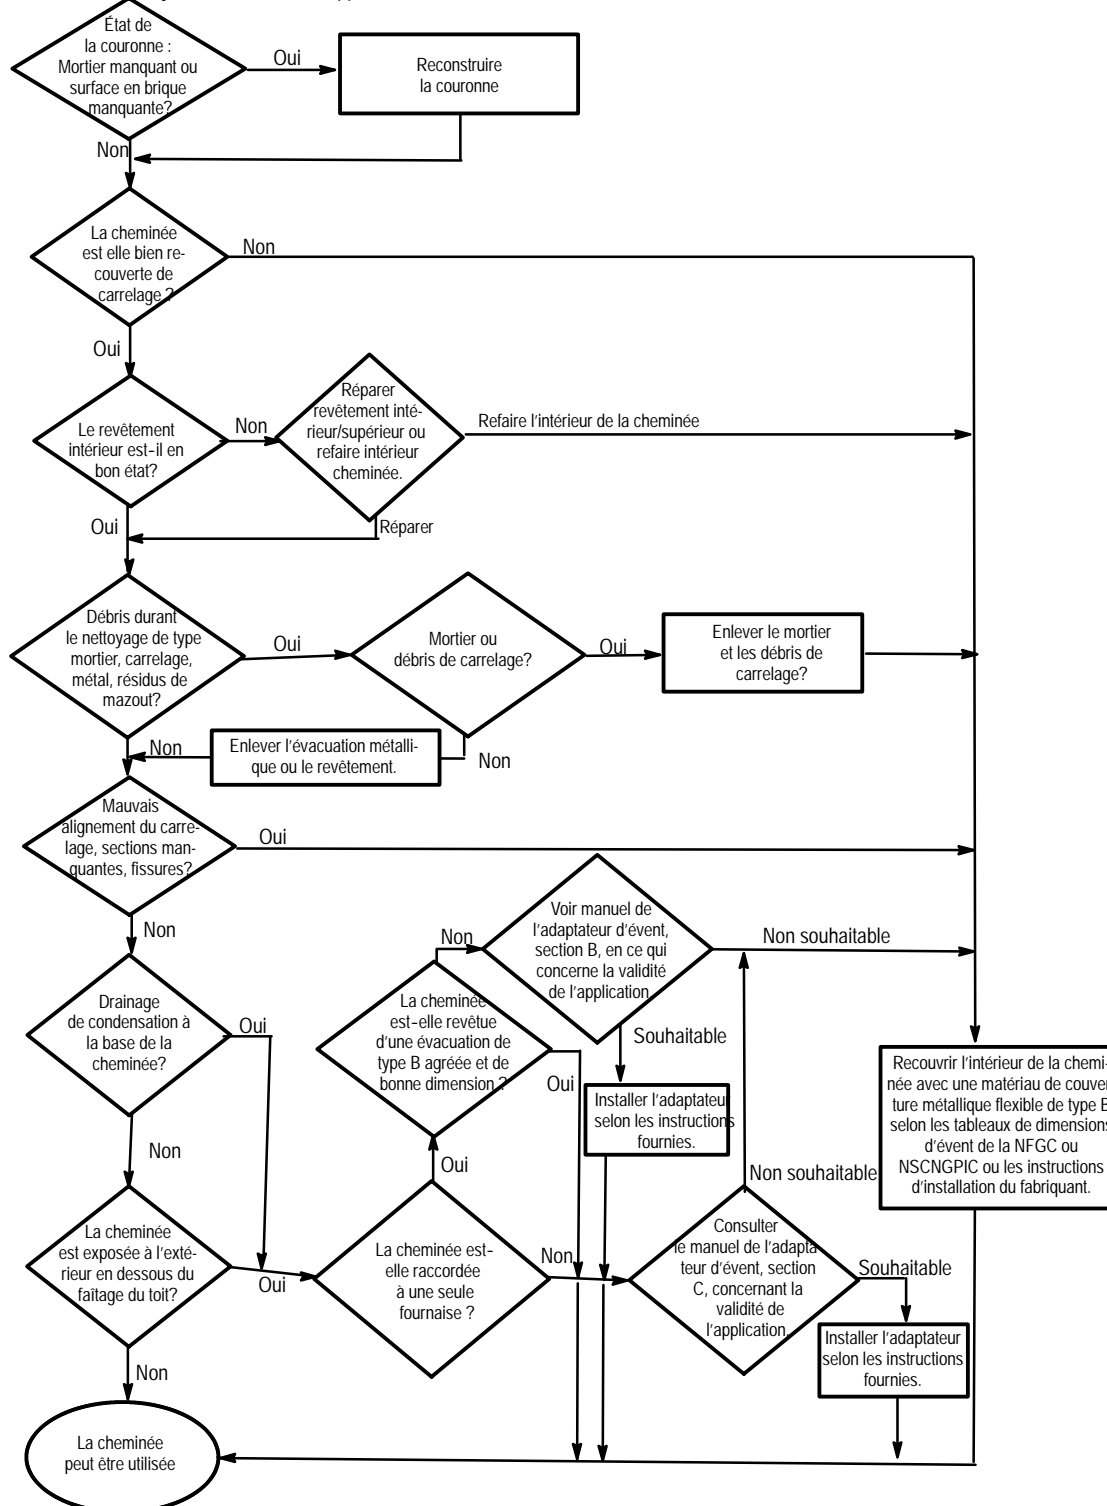 État de
la couronne :
Mortier manquant ou
surface en brique
manquante?
Oui
Reconstruire
la couronne
Non
La cheminée
est elle bien re-
couverte de
carrelage ?
Non
Oui
Le revêtement
intérieur est-il en
bon état?
Non
Réparer
revêtement inté-
rieur/supérieur ou
refaire intérieur
cheminée.
Refaire l'intérieur de la cheminée
Oui
Réparer
Débris durant
le nettoyage de type
mortier, carrelage,
métal, résidus de
mazout?
Oui
Mortier ou
débris de carrelage?
Oui
Enlever le mortier
et les débris de
carrelage?
Non
Enlever l'évacuation métalli-
que ou le revêtement.
Non
Mauvais
alignement du carre-
lage, sections man-
quantes, fissures?
Oui
Non
Voir manuel de
l'adaptateur d'évent,
section B, en ce qui
concerne la validité
de l'application.
Non
Non souhaitable
Souhaitable
Drainage
de condensation à
la base de la
cheminée?
Oui
La cheminée
est-elle revêtue
d'une évacuation de
type B agréée et de
bonne dimension ?
Oui
Installer l'adaptateur
selon les instructions
fournies.
Recouvrir l'intérieur de la chemi-
née avec une matériau de couver
ture métallique flexible de type B
selon les tableaux de dimensions
d'évent de la NFGC ou
NSCNGPIC ou les instructions
d'installation du fabriquant.
Non
Oui
Non souhaitable
La cheminée
est exposée à l'exté-
rieur en dessous du
faîtage du toit?
Oui
La cheminée est-
elle raccordée
à une seule
fournaise ?
Non
Consulter
le manuel de l'adapta
teur d'évent, section
C, concernant la
validité de
l'application.
Souhaitable
Installer l'adaptateur
selon les instructions
fournies.
Non
La cheminée
peut être utilisée